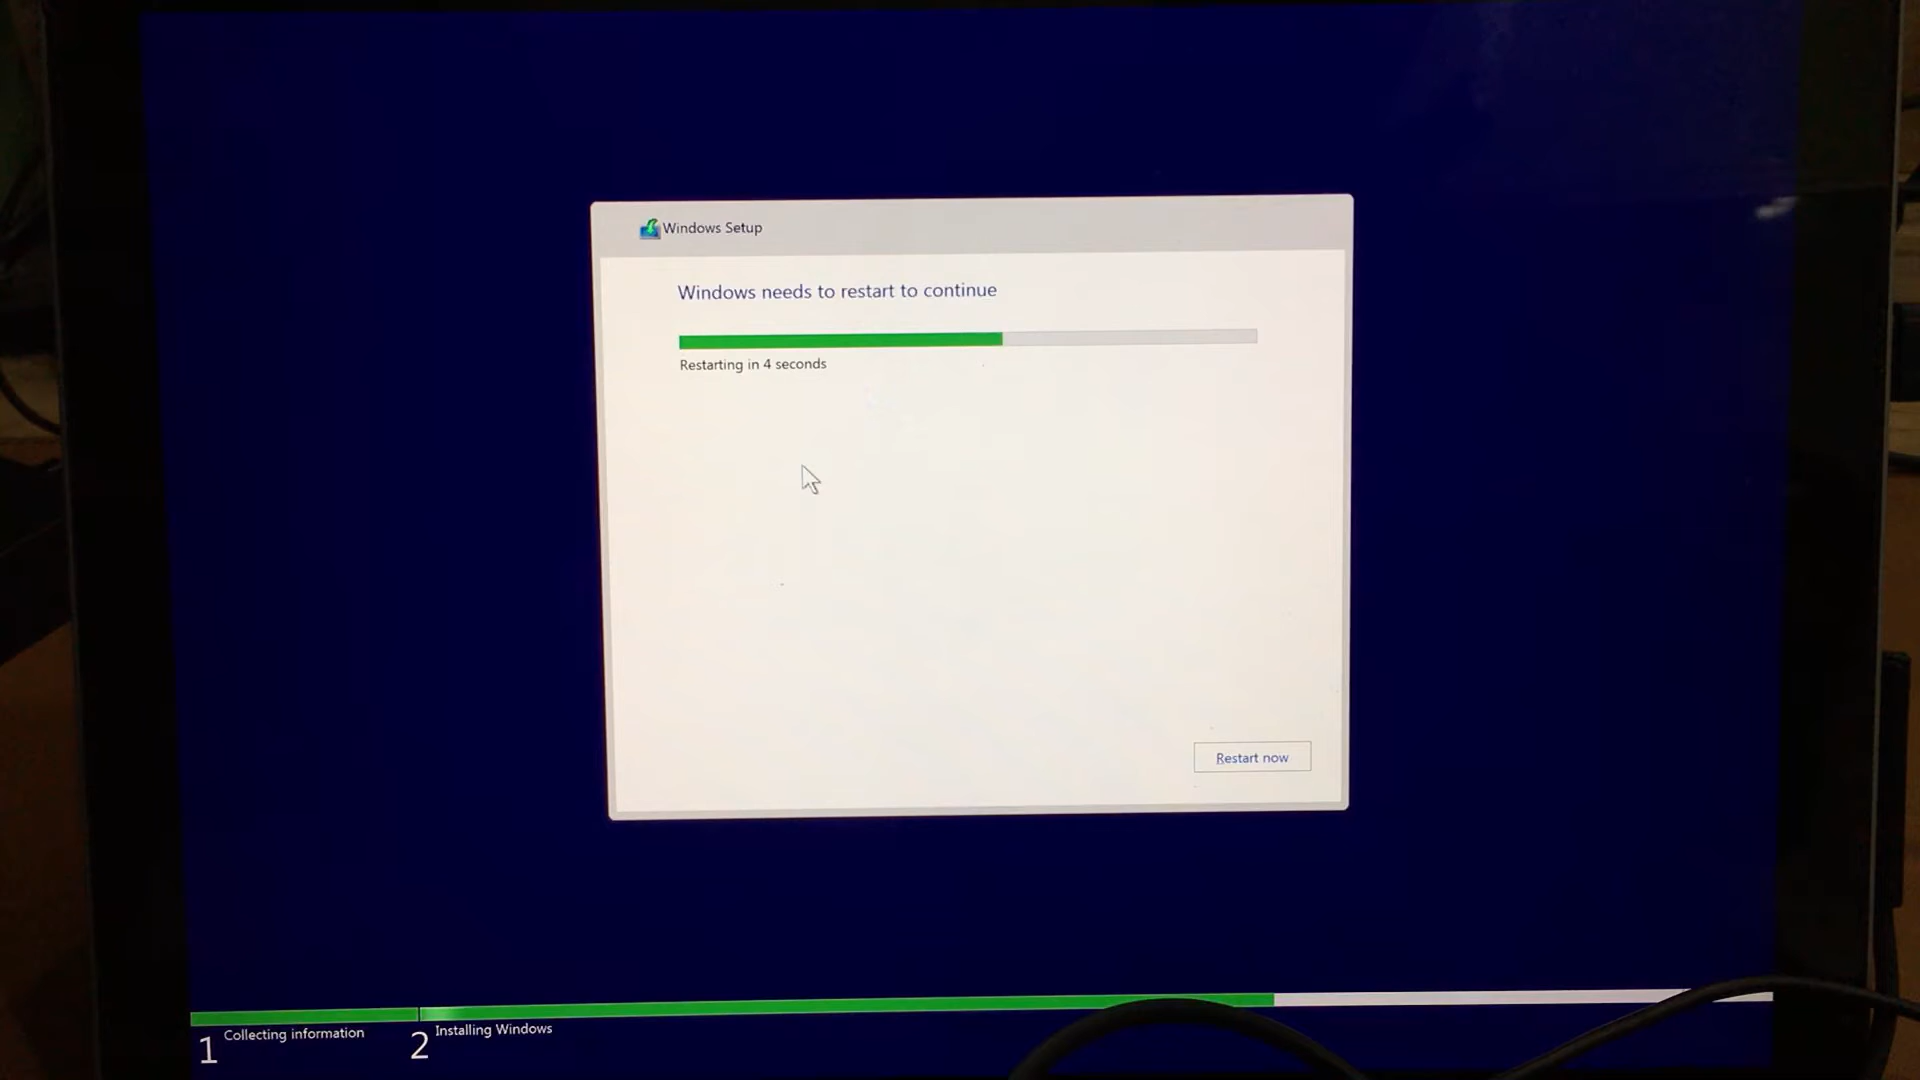 Windows Setup
Windows needs to restart to continue
Restarting in 4 seconds
Restart now
1 Collecting information
2 Installing Windows